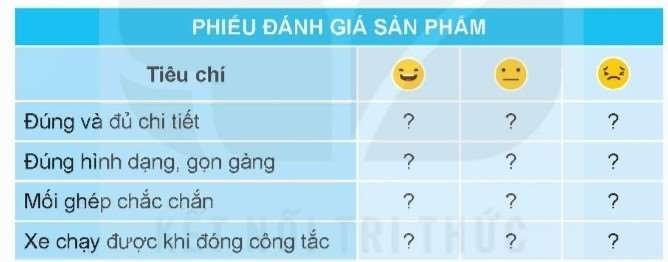 PHIẾU ĐÁNH GIÁ SẢN PHẨM
Tiêu chí
Đúng và đủ chi tiết ? ? ?
Đúng hình dạng, gọn gàng ? ? ?
Mối ghép chắc chắn ? ? ?
Xe chạy được khi đóng công tắc ? ? ?
KẾT NỐI TRI THỨC